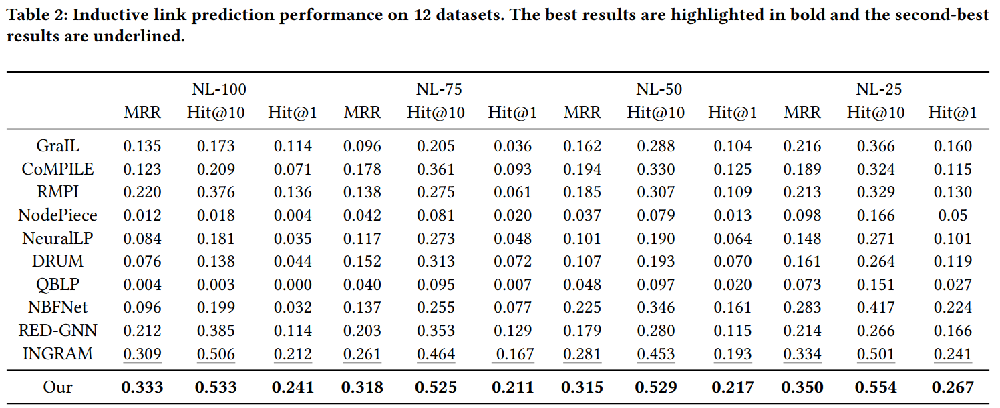 Table 2: Inductive link prediction performance on 12 datasets. The best results are highlighted in bold and the second-best
results are underlined.
NL-100 NL-75 NL-50 NL-25
MRR Hit@10 Hit@1 MRR Hit@10 Hit@1 MRR Hit@10 Hit@1 MRR Hit@10 Hit@1
GraIL 0.135 0.173 0.114 0.096 0.205 0.036 0.162 0.288 0.104 0.216 0.366 0.160
CoMPILE 0.123 0.209 0.071 0.178 0.361 0.093 0.194 0.330 0.125 0.189 0.324 0.115
RMPI 0.220 0.376 0.136 0.138 0.275 0.061 0.185 0.307 0.109 0.213 0.329 0.130
NodePiece 0.012 0.018 0.004 0.042 0.081 0.020 0.037 0.079 0.013 0.098 0.166 0.05
NeuralLP 0.084 0.181 0.035 0.117 0.273 0.048 0.101 0.190 0.064 0.148 0.271 0.101
DRUM 0.076 0.138 0.044 0.152 0.313 0.072 0.107 0.193 0.070 0.161 0.264 0.119
QBLP 0.004 0.003 0.000 0.040 0.095 0.007 0.048 0.097 0.020 0.073 0.151 0.027
NBFNet 0.096 0.199 0.032 0.137 0.255 0.077 0.225 0.346 0.161 0.283 0.417 0.224
RED-GNN 0.212 0.385 0.114 0.203 0.353 0.129 0.179 0.280 0.115 0.214 0.266 0.166
INGRAM 0.309 0.506 0.212 0.261 0.464 0.167 0.281 0.453 0.193 0.334 0.501 0.241
Our 0.333 0.533 0.241 0.318 0.525 0.211 0.315 0.529 0.217 0.350 0.554 0.267